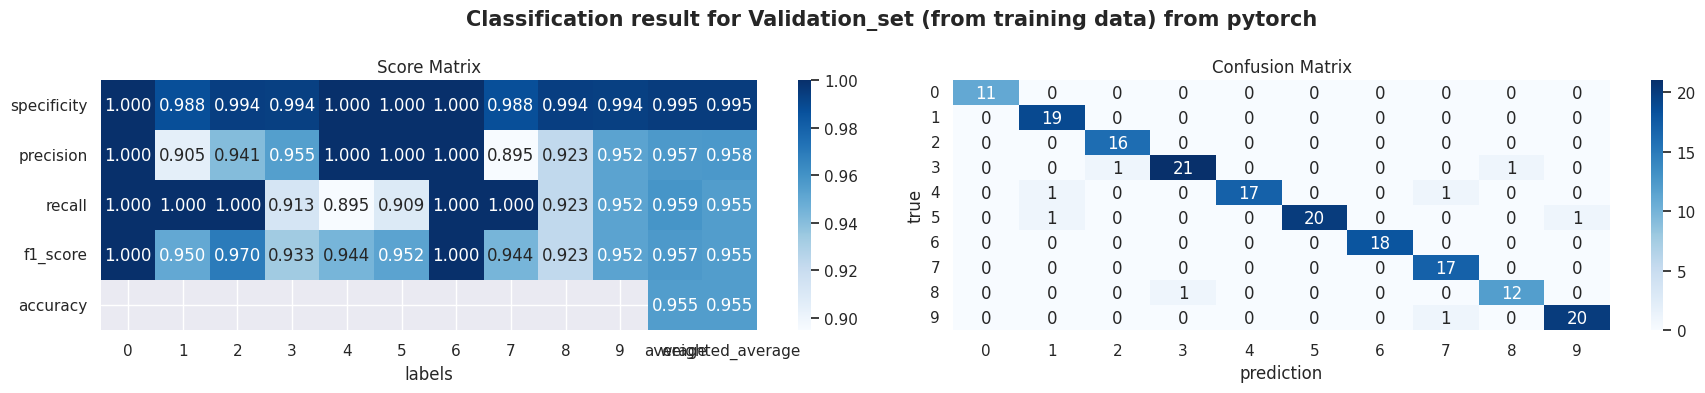 Classification result for Validation_set (from training data) from pytorch
Score Matrix
specificity 1.000 0.988 0.994 0.994 1.000 1.000 1.000 0.988 0.994 0.994 0.995 0.995
precision 1.000 0.905 0.941 0.955 1.000 1.000 1.000 0.895 0.923 0.952 0.957 0.958
recall 1.000 1.000 1.000 0.913 0.895 0.909 1.000 1.000 0.923 0.952 0.959 0.955
f1_score 1.000 0.950 0.970 0.933 0.944 0.952 1.000 0.944 0.923 0.952 0.957 0.955
accuracy 0.955 0.955
0 1 2 3 4 5 6 7 8 9 average weighted_average
labels
1.00
0.98
0.96
0.94
0.92
0.90
Confusion Matrix
true
0 11 0 0 0 0 0 0 0 0 0
1 0 19 0 0 0 0 0 0 0 0
2 0 0 16 0 0 0 0 0 0 0
3 0 0 1 21 0 0 0 0 1 0
4 0 1 0 0 17 0 0 1 0 0
5 0 1 0 0 0 20 0 0 0 1
6 0 0 0 0 0 0 18 0 0 0
7 0 0 0 0 0 0 0 17 0 0
8 0 0 0 1 0 0 0 0 12 0
9 0 0 0 0 0 0 0 1 0 20
0 1 2 3 4 5 6 7 8 9
prediction
20
15
10
5
0